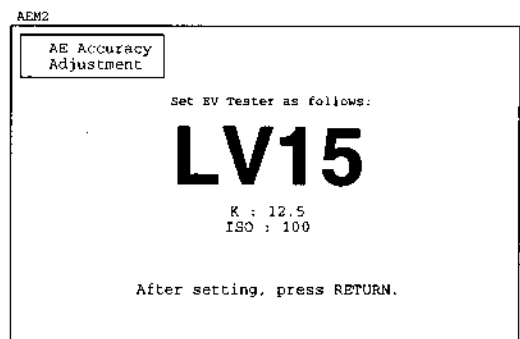 AEM2
AE Accuracy
Adjustment
Set EV Tester as follows:
LV15
K : 12.5
ISO : 100
After setting, press RETURN.